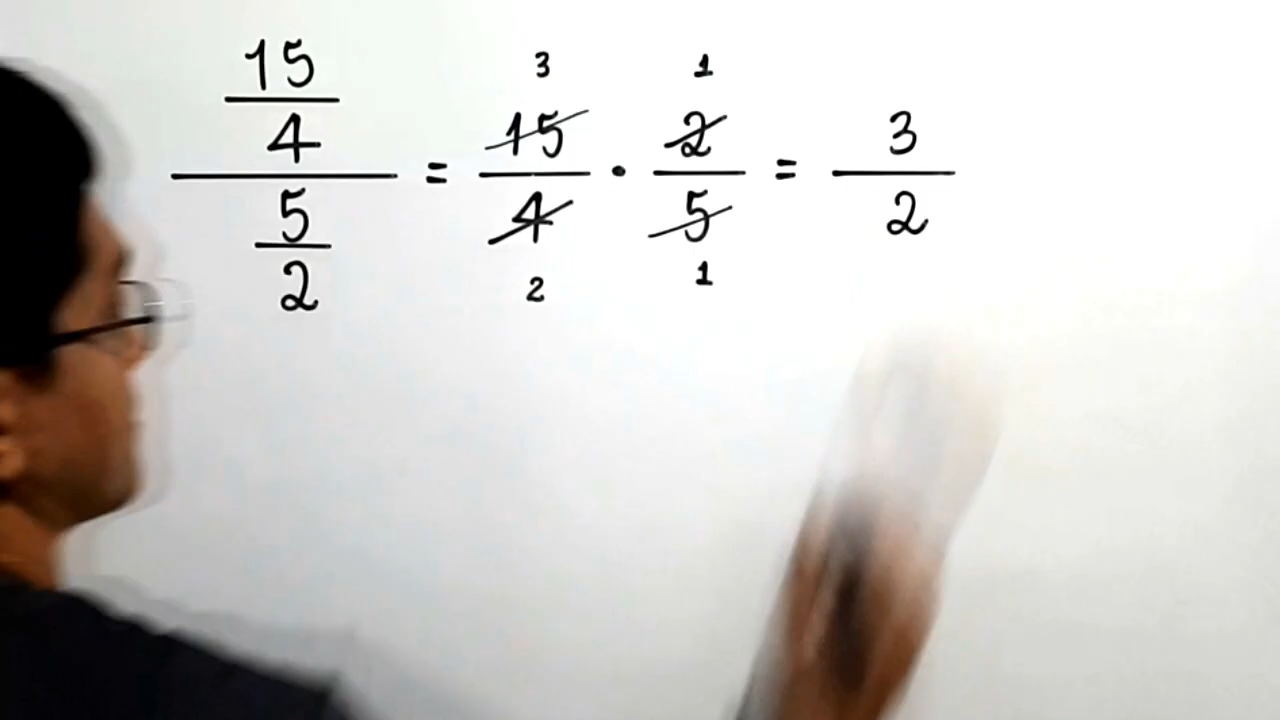 15/4 / 5/2 = 15/4 · 2/5 = 3/2
3 1
2 1